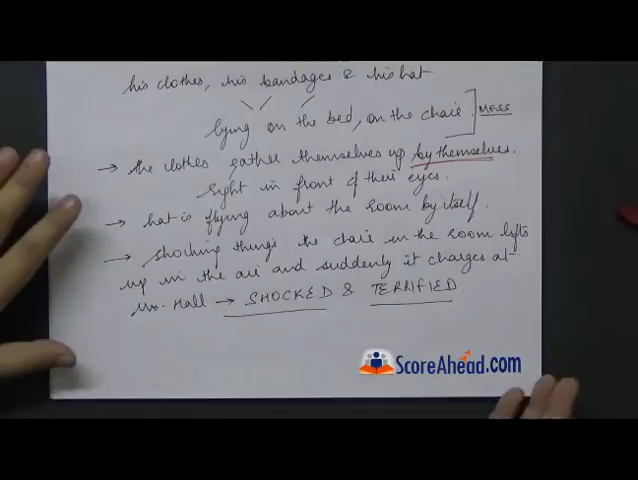 his clothes, his bandages & his hat
lying on the bed, on the chair. MESS
→ the clothes gather themselves up by themselves.
right in front of their eyes.
→ hat is flying about the room by itself.
→ shocking things the chair in the room lifts
up in the air and suddenly it charges at
Mrs. Hall → SHOCKED & TERRIFIED
ScoreAhead.com